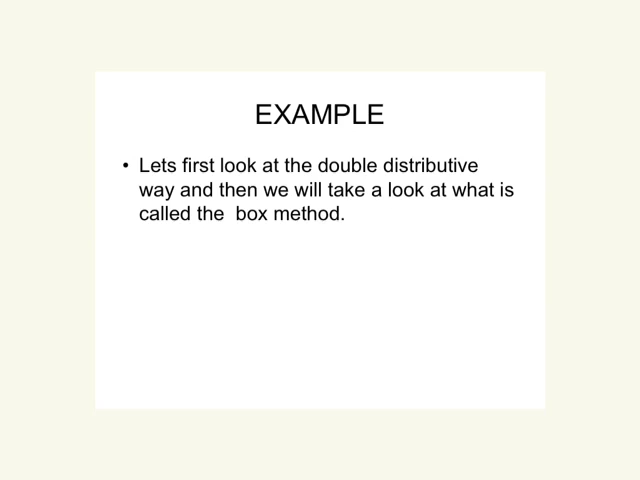 EXAMPLE
• Lets first look at the double distributive
way and then we will take a look at what is
called the  box method.